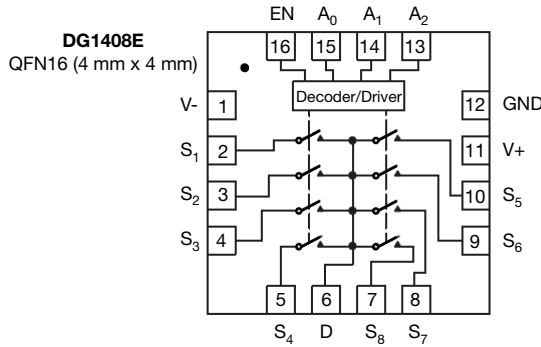 DG1408E
QFN16 (4 mm x 4 mm)
EN A0 A1 A2
16 15 14 13
Decoder/Driver
V- 1
12 GND
S1 2
11 V+
S2 3
10 S5
S3 4
9 S6
5 6 7 8
S4 D S8 S7